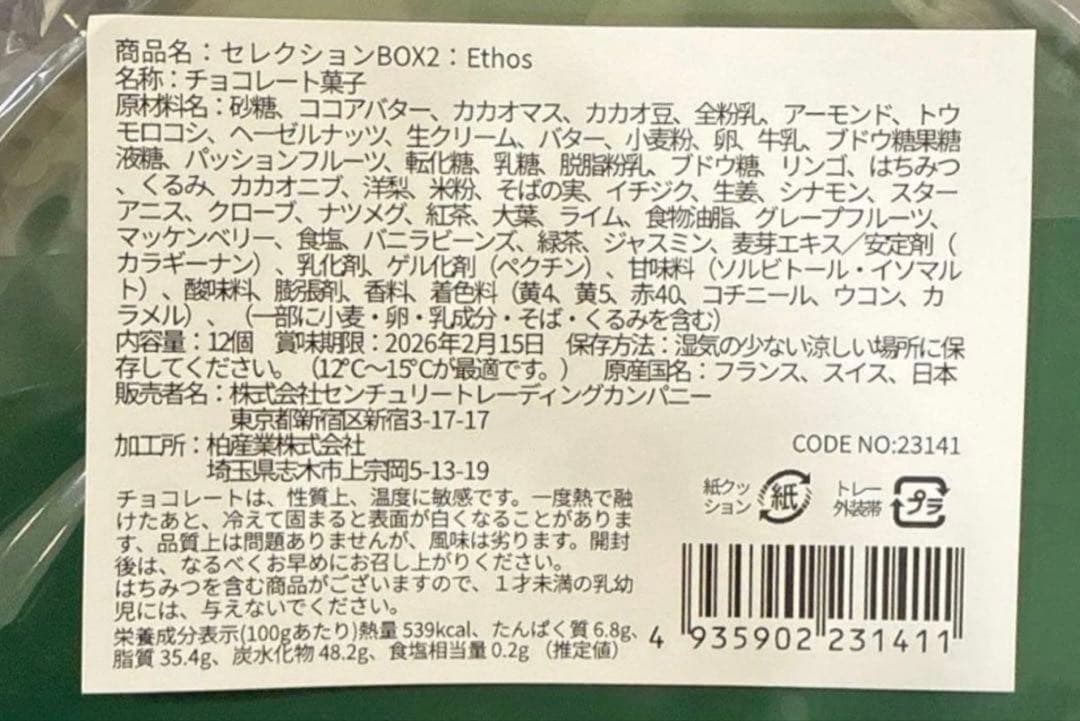 商品名：セレクションBOX2：Ethos
名称：チョコレート菓子
原材料名：砂糖、ココアバター、カカオマス、カカオ豆、全粉乳、アーモンド、トウ
モロコシ、ヘーゼルナッツ、生クリーム、バター、小麦粉、卵、牛乳、ブドウ糖果糖
液糖、パッションフルーツ、転化糖、乳糖、脱脂粉乳、ブドウ糖、リンゴ、はちみつ
、くるみ、カカオニブ、洋梨、米粉、そばの実、イチジク、生姜、シナモン、スター
アニス、クローブ、ナツメグ、紅茶、大葉、ライム、食物油脂、グレープフルーツ、
マッケンベリー、食塩、バニラビーンズ、緑茶、ジャスミン、麦芽エキス／安定剤（
カラギーナン）、乳化剤、ゲル化剤（ペクチン）、甘味料（ソルビトール・イソマル
ト）、酸味料、膨張剤、香料、着色料（黄4、黄5、赤40、コチニール、ウコン、カ
ラメル）、（一部に小麦・卵・乳成分・そば・くるみを含む）
内容量：12個　賞味期限：2026年2月15日　保存方法：湿気の少ない涼しい場所に保
存してください。（12℃〜15℃が最適です。）　原産国名：フランス、スイス、日本
販売者名：株式会社センチュリートレーディングカンパニー
東京都新宿区新宿3-17-17
加工所：柏産業株式会社
埼玉県志木市上宗岡5-13-19
CODE NO:23141
紙クッ
ション
紙
トレー
外装帯
プラ
チョコレートは、性質上、温度に敏感です。一度熱で融
けたあと、冷えて固まると表面が白くなることがありま
す、品質上は問題ありませんが、風味は劣ります。開封
後は、なるべくお早めにお召し上がりください。
はちみつを含む商品がございますので、１才未満の乳幼
児には、与えないでください。
栄養成分表示(100gあたり)熱量 539kcal、たんぱく質 6.8g、
脂質 35.4g、炭水化物 48.2g、食塩相当量 0.2g （推定値）
4 935902 231411